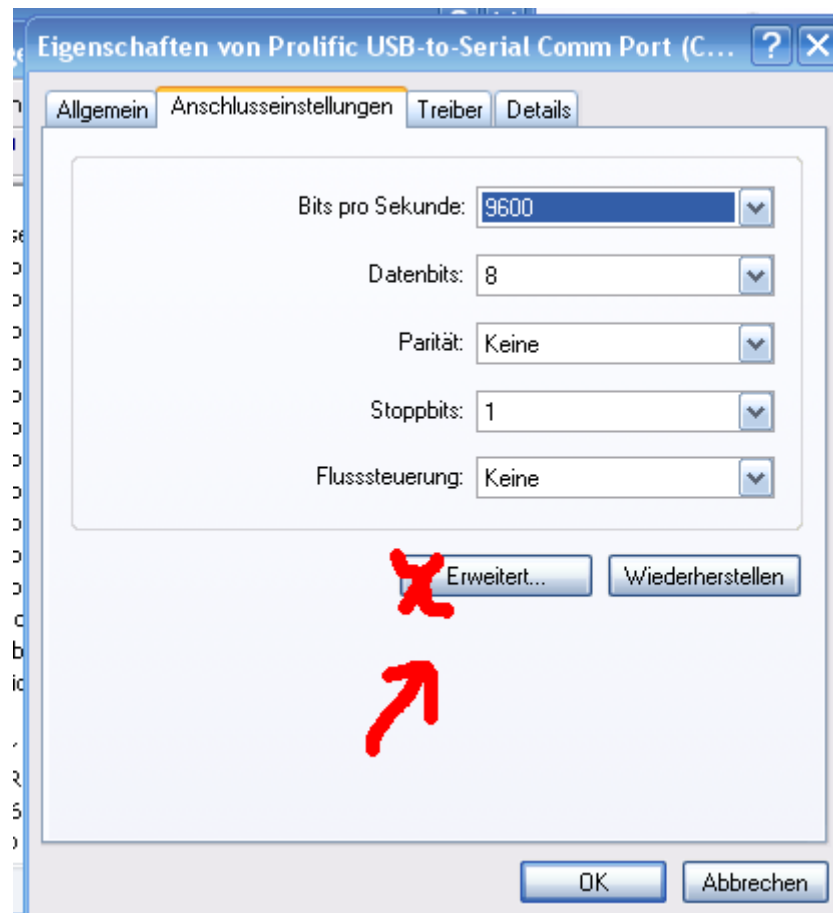 Eigenschaften von Prolific USB-to-Serial Comm Port (C...
Allgemein Anschlusseinstellungen Treiber Details
Bits pro Sekunde: 9600
Datenbits: 8
Parität: Keine
Stoppbits: 1
Flusssteuerung: Keine
Erweitert... Wiederherstellen
OK Abbrechen